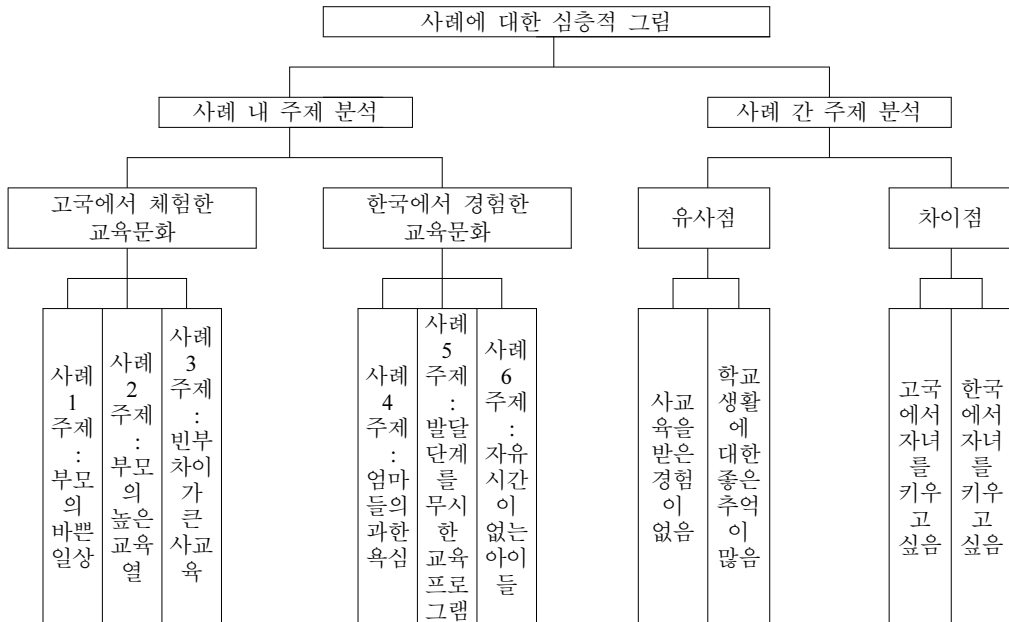 사례에 대한 심층적 그림
사례 내 주제 분석
사례 간 주제 분석
고국에서 체험한
교육문화
한국에서 경험한
교육문화
유사점
차이점
사례
1
주제
:
부모
의
바쁜
일상
사례
2
주제
:
부모
의
높은
교육
열
사례
3
주제
:
빈부
차이
가
큰
사교
육
사례
4
주제
:
엄마
들의
과한
욕심
사례
5
주제
:
발달
단계
를
무시
한
교육
프로
그램
사례
6
주제
:
자유
시간
이
없는
아이
들
사교
육을
받은
경험
이
없음
학교
생활
에
대한
좋은
추억
이
많음
고국
에서
자녀
를
키우
고
싶음
한국
에서
자녀
를
키우
고
싶음